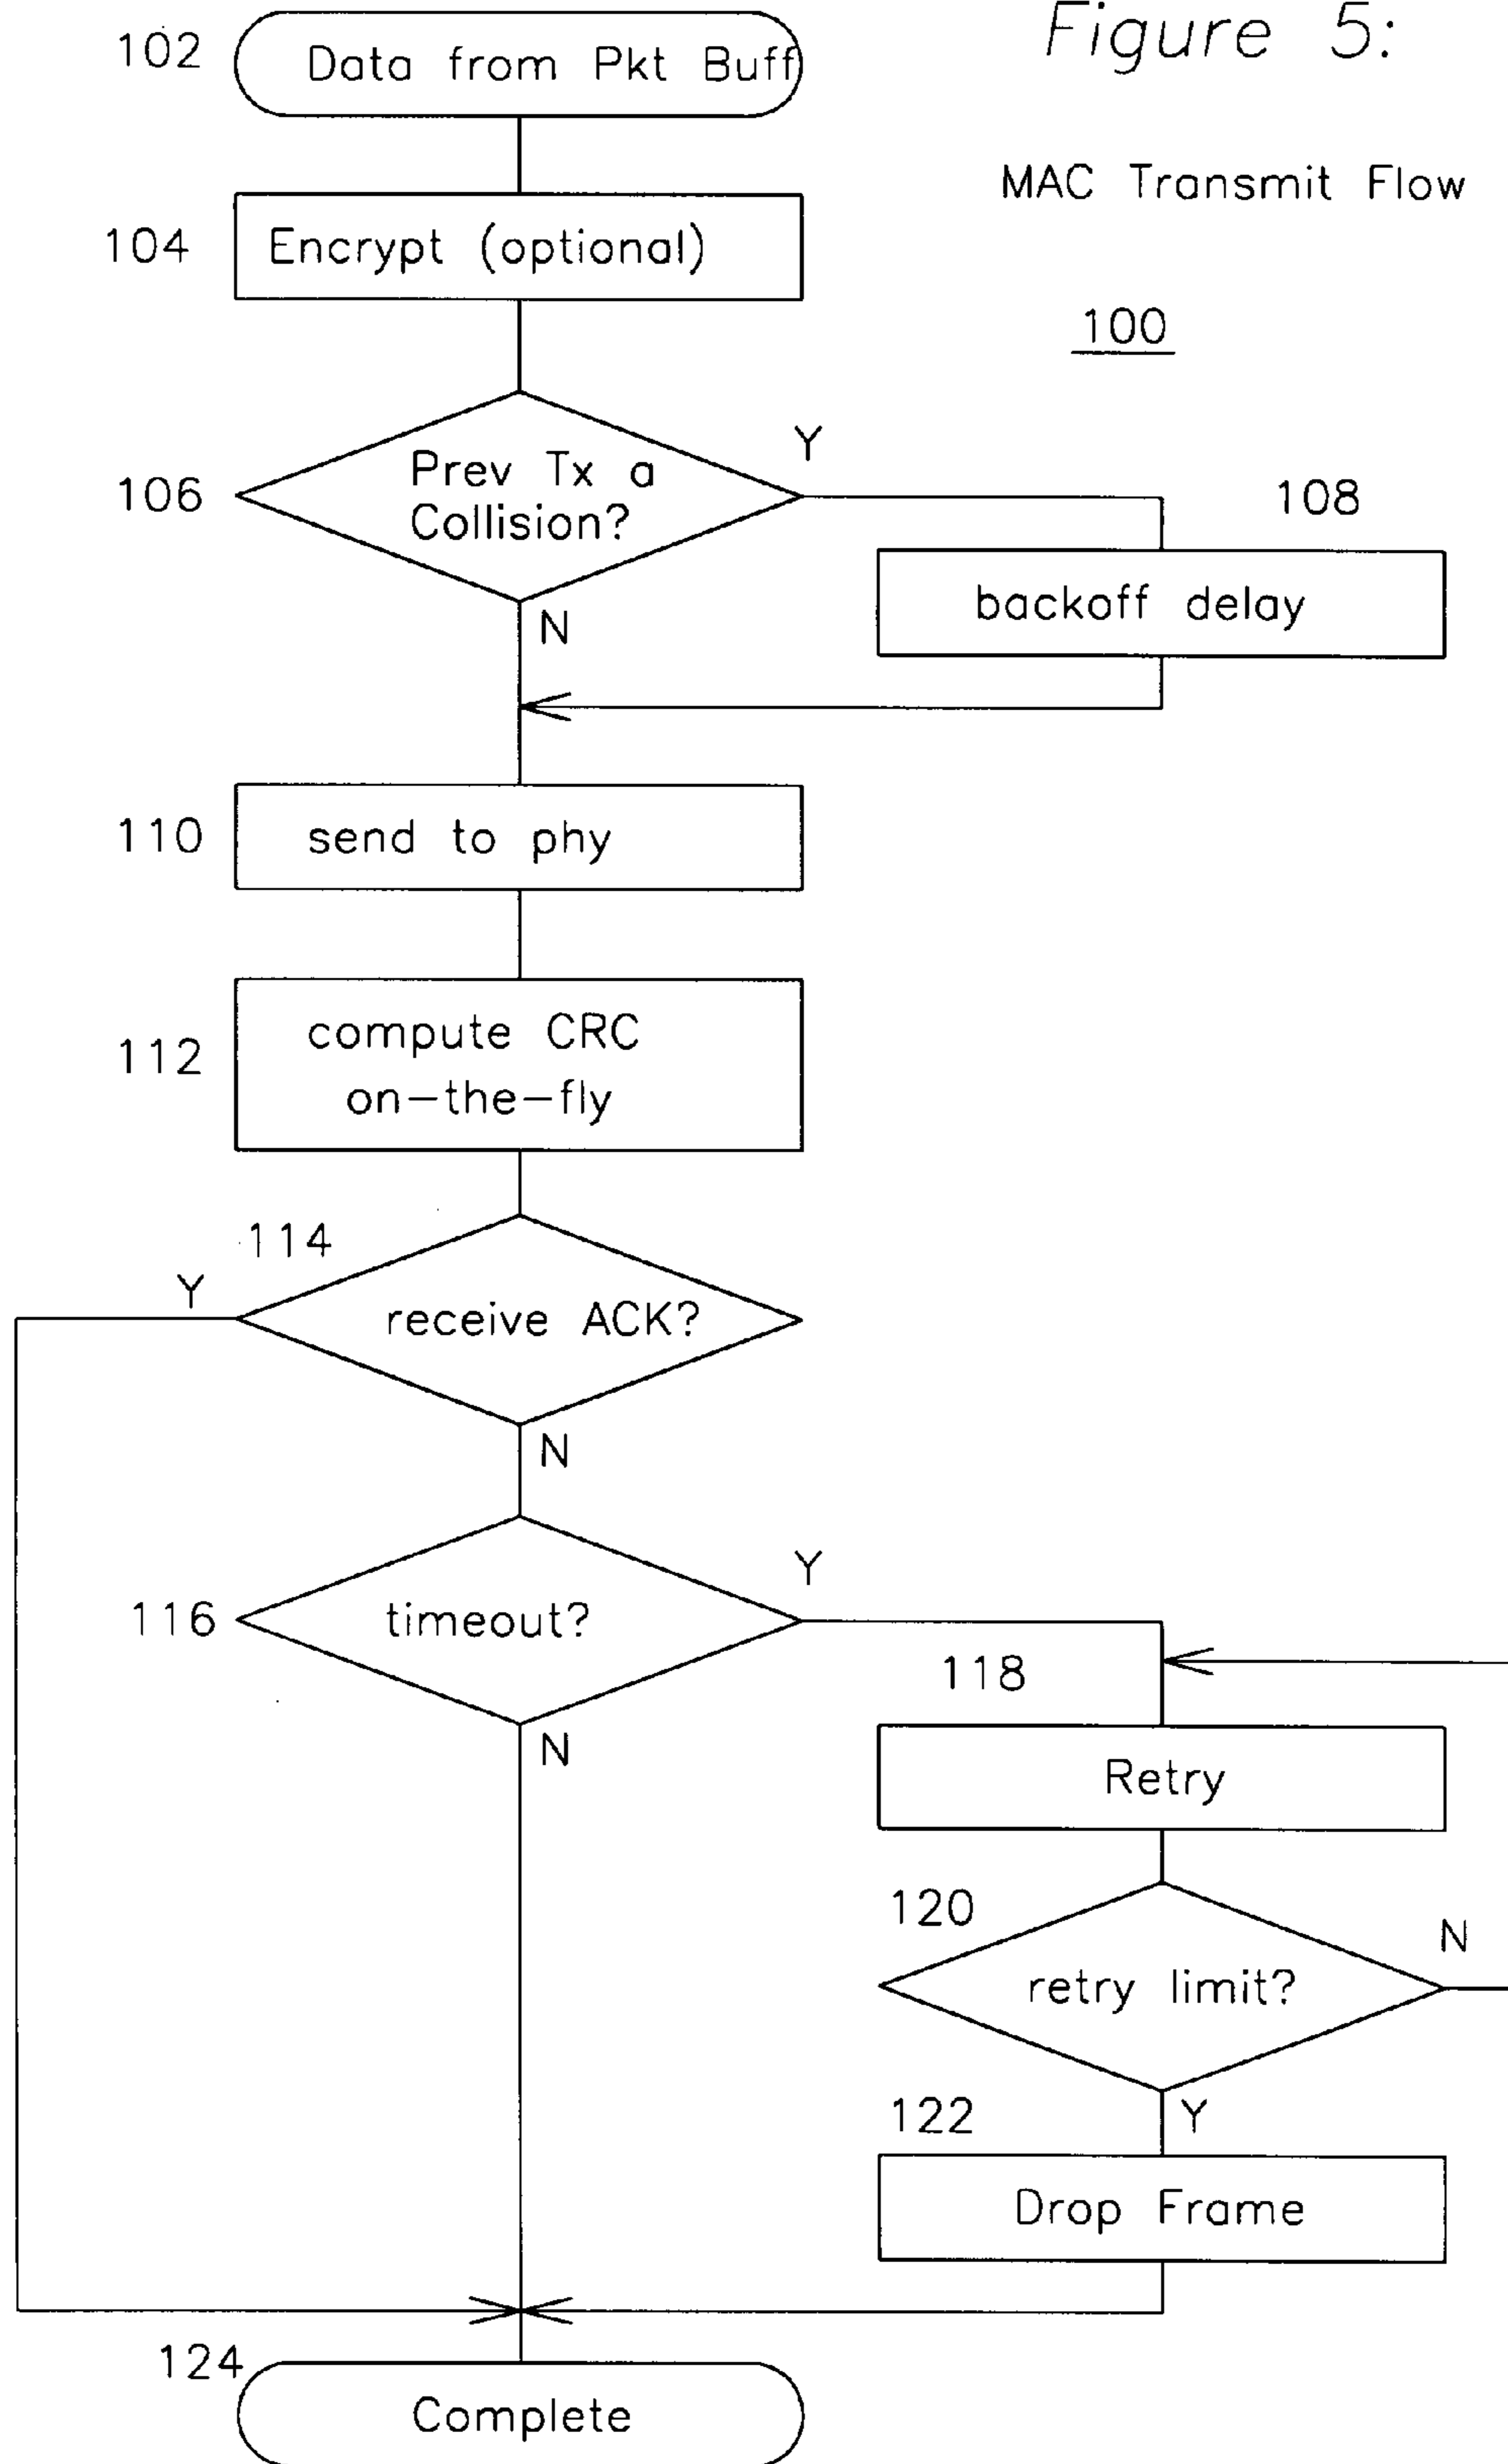 Figure 5:
MAC Transmit Flow
100
102
Data from Pkt Buff
104
Encrypt (optional)
106
Prev Tx a
Collision?
Y
N
108
backoff delay
110
send to phy
112
compute CRC
on-the-fly
114
Y
receive ACK?
N
116
timeout?
Y
N
118
Retry
120
retry limit?
N
Y
122
Drop Frame
124
Complete